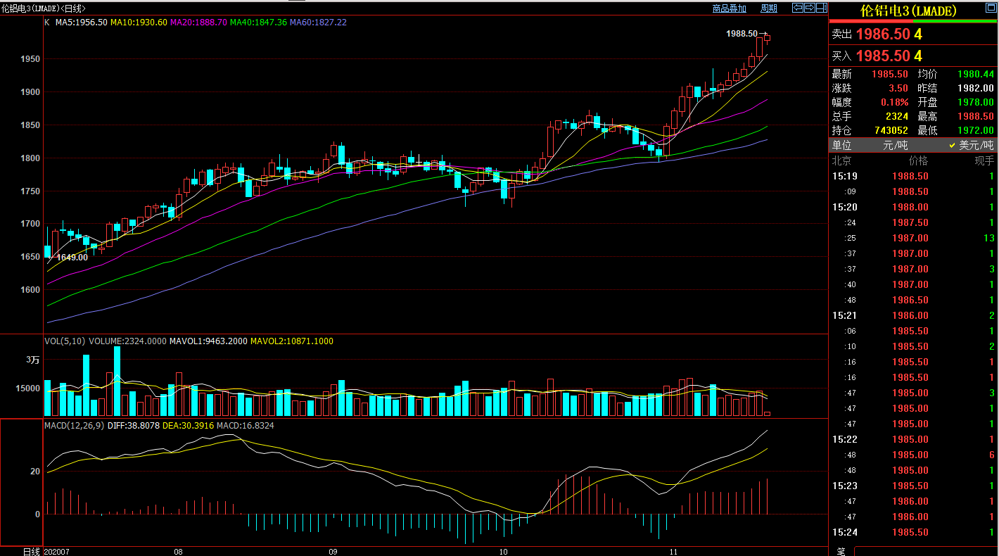 伦铝电3(LMADE)<日线>
商品叠加 周期
K MA5:1956.50 MA10:1930.60 MA20:1888.70 MA40:1847.36 MA60:1827.22
1988.50
1950
1900
1850
1800
1750
1700
1650
1649.00
1600
VOL(5,10) VOLUME:2324.0000 MAVOL1:9463.2000 MAVOL2:10871.1000
3万
15000
MACD(12,26,9) DIFF:38.8078 DEA:30.3916 MACD:16.8324
20
0
日线 202007 08 09 10 11
伦铝电3(LMADE)
卖出 1986.50 4
买入 1985.50 4
最新 1985.50 均价 1980.44
涨跌 3.50 昨结 1982.00
幅度 0.18% 开盘 1978.00
总手 2324 最高 1988.50
持仓 743052 最低 1972.00
单位 元/吨 美元/吨
北京 价格 现手
15:19 1988.50 1
:09 1988.50 1
15:20 1988.00 1
:24 1987.50 1
:25 1987.00 13
:37 1987.00 1
:37 1987.00 3
:40 1987.00 1
:48 1986.50 1
15:21 1986.00 2
:06 1985.50 1
:10 1985.50 2
:16 1985.50 1
:16 1985.50 1
:47 1985.00 3
:47 1985.00 1
:47 1985.00 1
15:22 1985.00 1
:48 1985.00 6
:48 1985.00 1
15:23 1985.50 1
:47 1986.00 1
:47 1986.00 1
15:24 1985.50 1
笔